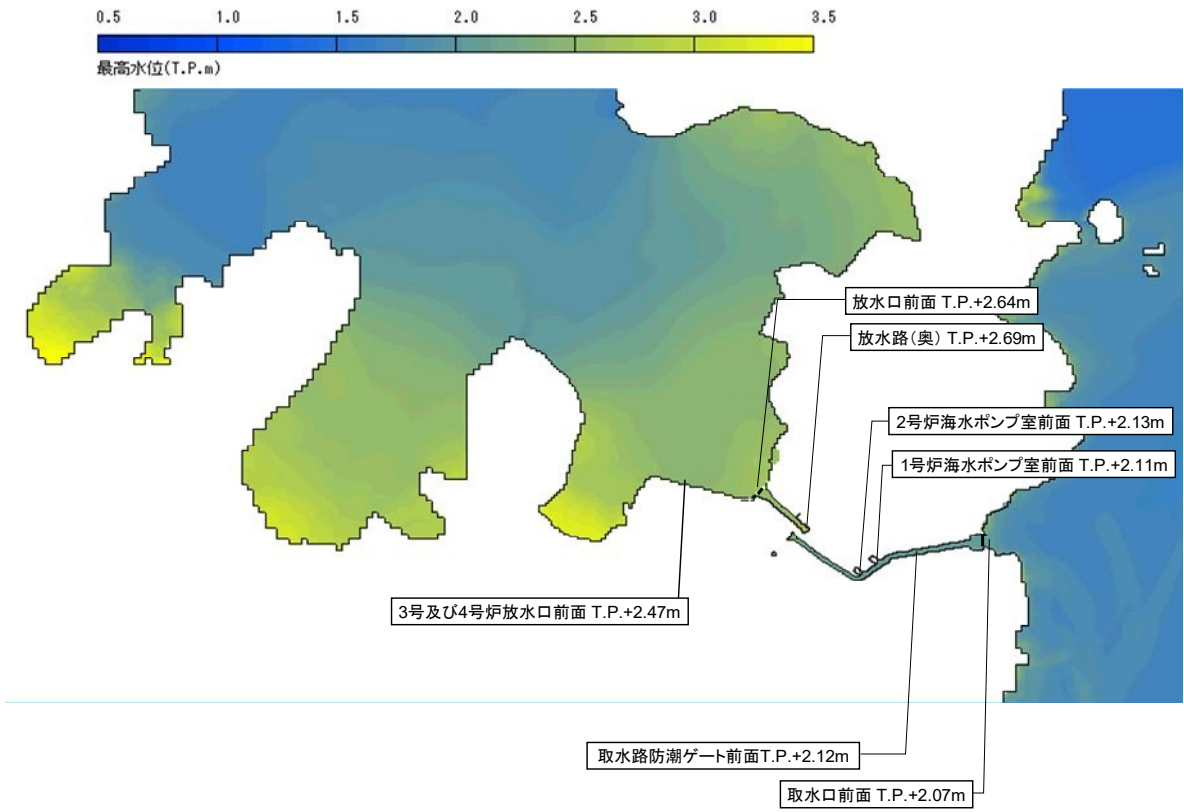 0.5 1.0 1.5 2.0 2.5 3.0 3.5
最高水位(T.P.m)
放水口前面 T.P.+2.64m
放水路(奥) T.P.+2.69m
2号炉海水ポンプ室前面 T.P.+2.13m
1号炉海水ポンプ室前面 T.P.+2.11m
3号及び4号炉放水口前面 T.P.+2.47m
取水路防潮ゲート前面T.P.+2.12m
取水口前面 T.P.+2.07m